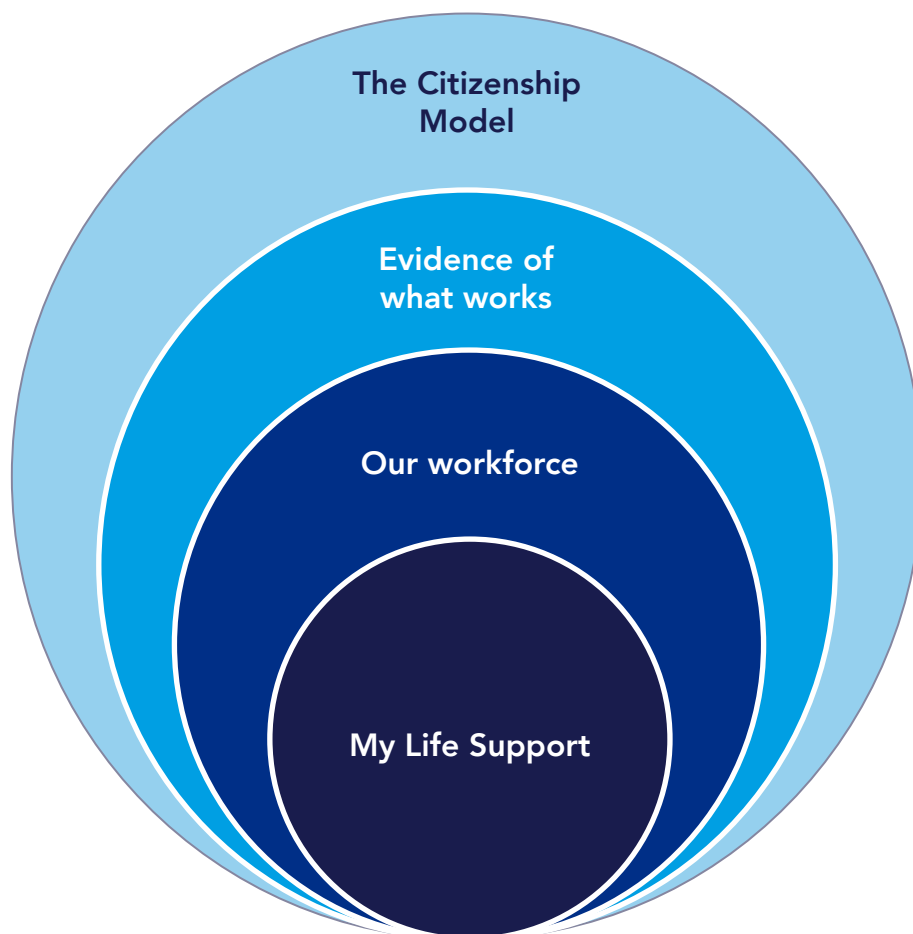 The Citizenship
Model
Evidence of
what works
Our workforce
My Life Support